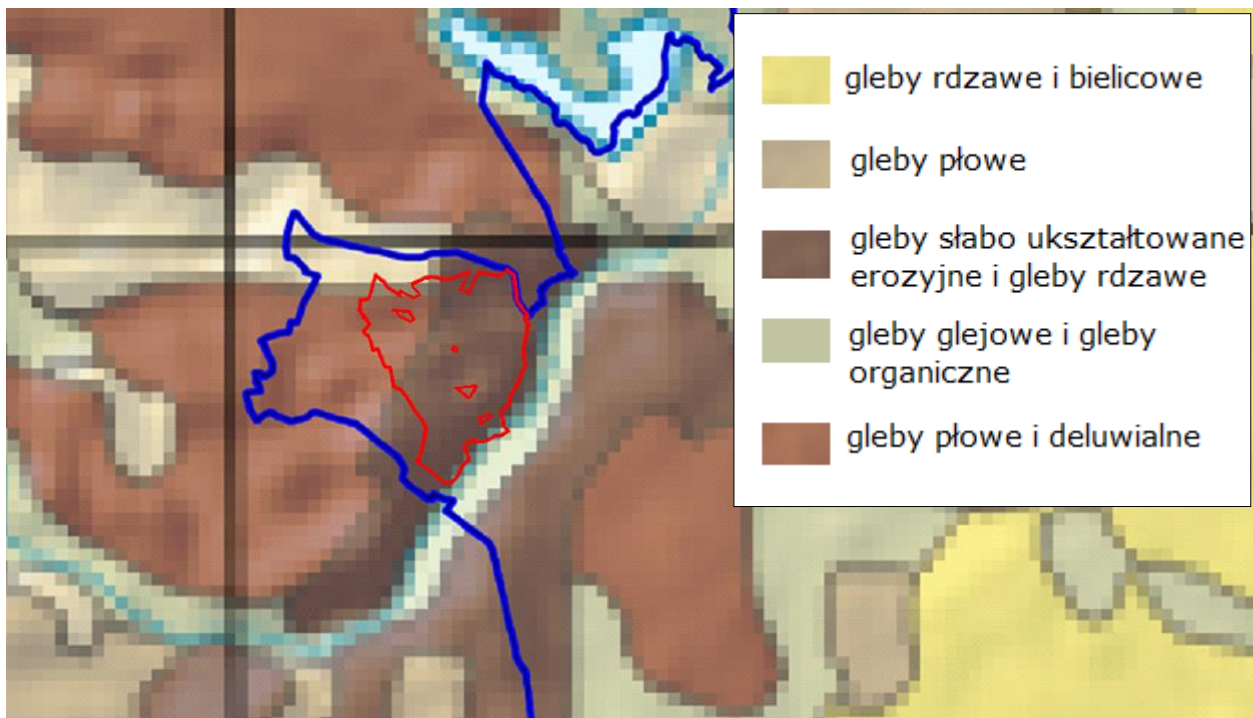 gleby rdzawe i bielicowe
gleby płowe
gleby słabo ukształtowane
erozyjne i gleby rdzawe
gleby glejowe i gleby
organiczne
gleby płowe i deluwialne